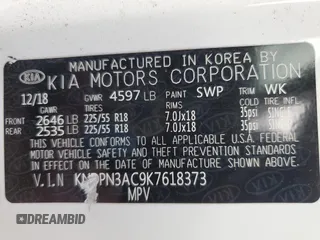 MANUFACTURED IN KOREA BY
KIA KIA MOTORS CORPORATION
12/18 GVWR 4597 LB PAINT SWP TRIM WK
GAWR TIRES RIMS
FRONT 2646 LB 225/55 R18 7.0JX18 35psi SINGLE
REAR 2535 LB 225/55 R18 7.0JX18 35psi
THIS VEHICLE CONFORMS TO ALL APPLICABLE U.S.A. FEDERAL
MOTOR VEHICLE SAFETY AND THEFT PREVENTION STANDARDS
IN EFFECT ON THE DATE OF MANUFACTURE SHOWN ABOVE.
V.I.N KNDPN3AC9K7618373
MPV
DREAMBID